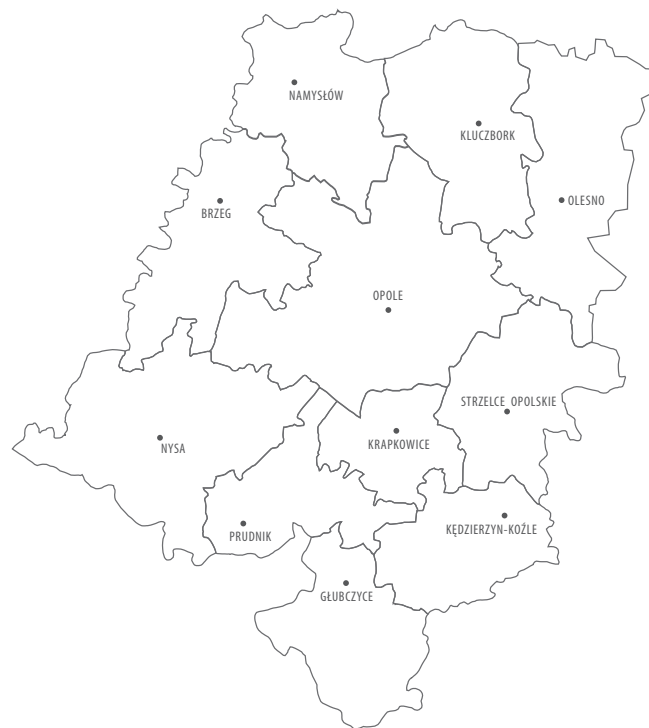 NAMYSŁÓW
KLUCZBORK
OLESNO
BRZEG
OPOLE
STRZELCE OPOLSKIE
KRAPKOWICE
NYSA
KĘDZIERZYN-KOŹLE
PRUDNIK
GŁUBCZYCE